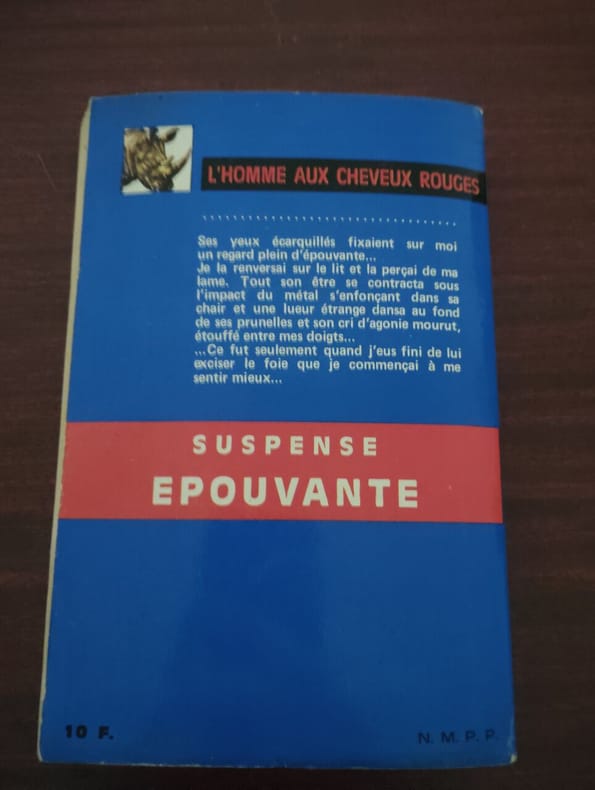 L'HOMME AUX CHEVEUX ROUGES
..................................
Ses yeux écarquillés fixaient sur moi
un regard plein d'épouvante...
Je la renversai sur le lit et la perçai de ma
lame. Tout son être se contracta sous
l'impact du métal s'enfonçant dans sa
chair et une lueur étrange dansa au fond
de ses prunelles et son cri d'agonie mourut,
étouffé entre mes doigts...
...Ce fut seulement quand j'eus fini de lui
exciser le foie que je commençai à me
sentir mieux...
SUSPENSE
EPOUVANTE
10 F.
N. M. P. P.